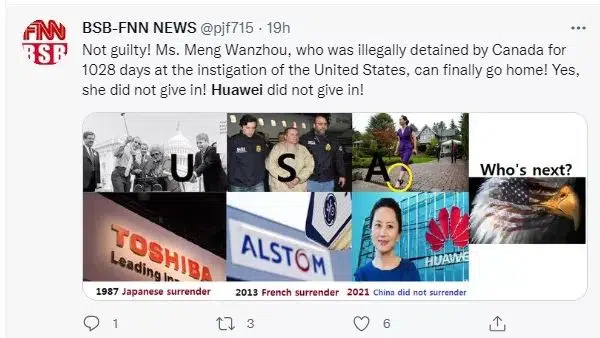 FNN
BSB
BSB-FNN NEWS @pjf715 · 19h
Not guilty! Ms. Meng Wanzhou, who was illegally detained by Canada for
1028 days at the instigation of the United States, can finally go home! Yes,
she did not give in! Huawei did not give in!
U S A
Who's next?
TOSHIBA
Leading In
ALSTOM
HUAWEI
1987 Japanese surrender
2013 French surrender
2021 China did not surrender
1
3
6